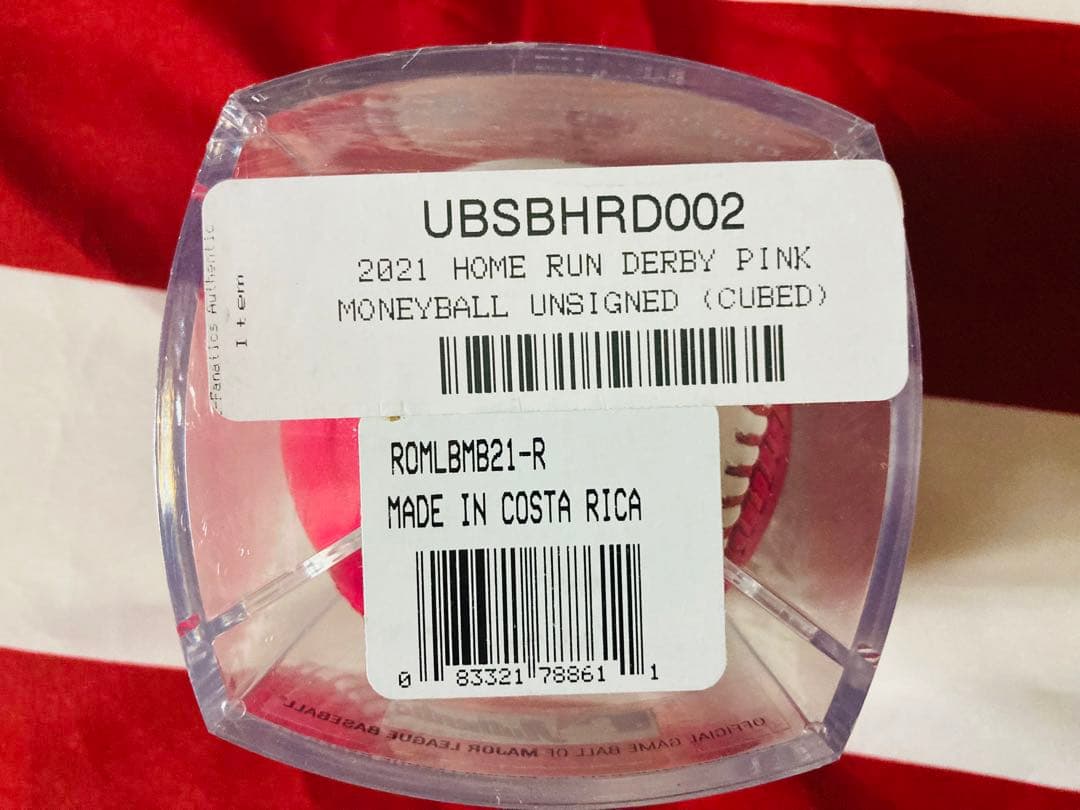 UBSBHRD002
2021 HOME RUN DERBY PINK
MONEYBALL UNSIGNED (CUBED)
Fanatics Authentic
Item
ROMLBMB21-R
MADE IN COSTA RICA
0 83321 78861 1
OFFICIAL GAME BALL OF MAJOR LEAGUE BASEBALL